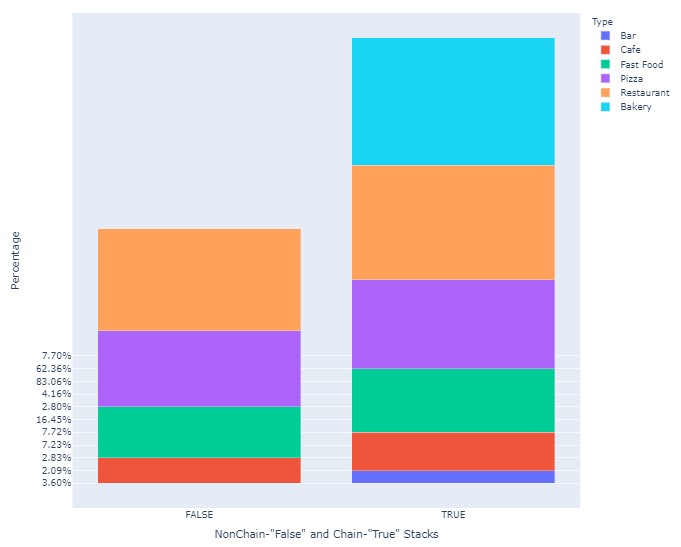 Type
Bar
Cafe
Fast Food
Pizza
Restaurant
Bakery
Percentage
7.70%
62.36%
83.06%
4.16%
2.80%
16.45%
7.72%
7.23%
2.83%
2.09%
3.60%
FALSE
TRUE
NonChain-"False" and Chain-"True" Stacks